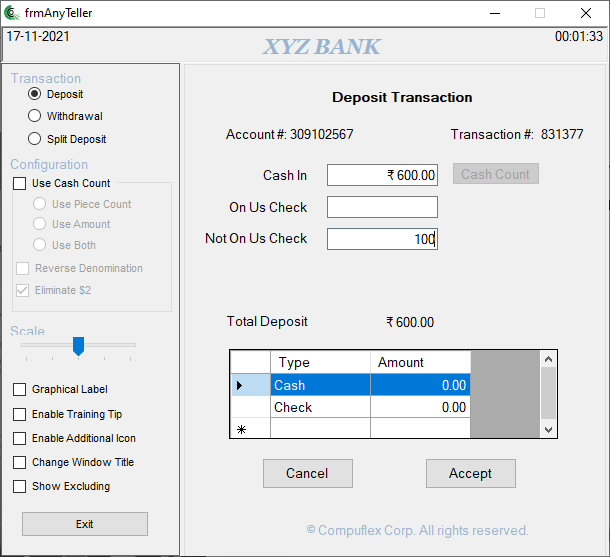 frmAnyTeller
17-11-2021
XYZ BANK
00:01:33
Transaction
Deposit
Withdrawal
Split Deposit
Configuration
Use Cash Count
Use Piece Count
Use Amount
Use Both
Reverse Denomination
Eliminate $2
Scale
Graphical Label
Enable Training Tip
Enable Additional Icon
Change Window Title
Show Excluding
Exit
Deposit Transaction
Account #: 309102567
Transaction #: 831377
Cash In ₹ 600.00 Cash Count
On Us Check
Not On Us Check 100
Total Deposit ₹ 600.00
Type Amount
Cash 0.00
Check 0.00
Cancel Accept
© Compuflex Corp. All rights reserved.